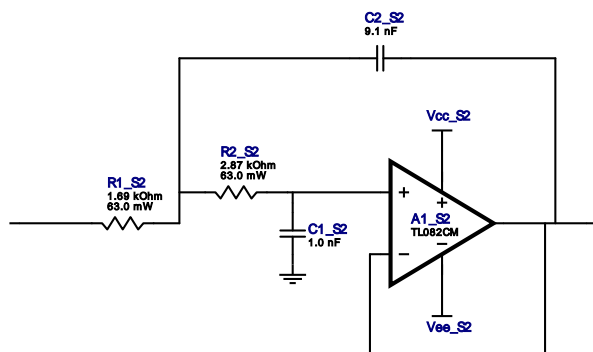 C2_S2
9.1 nF
Vcc_S2
R2_S2
2.87 kOhm
63.0 mW
R1_S2
1.69 kOhm
63.0 mW
+
+
A1_S2
TL082CM
C1_S2
1.0 nF
−
−
Vee_S2